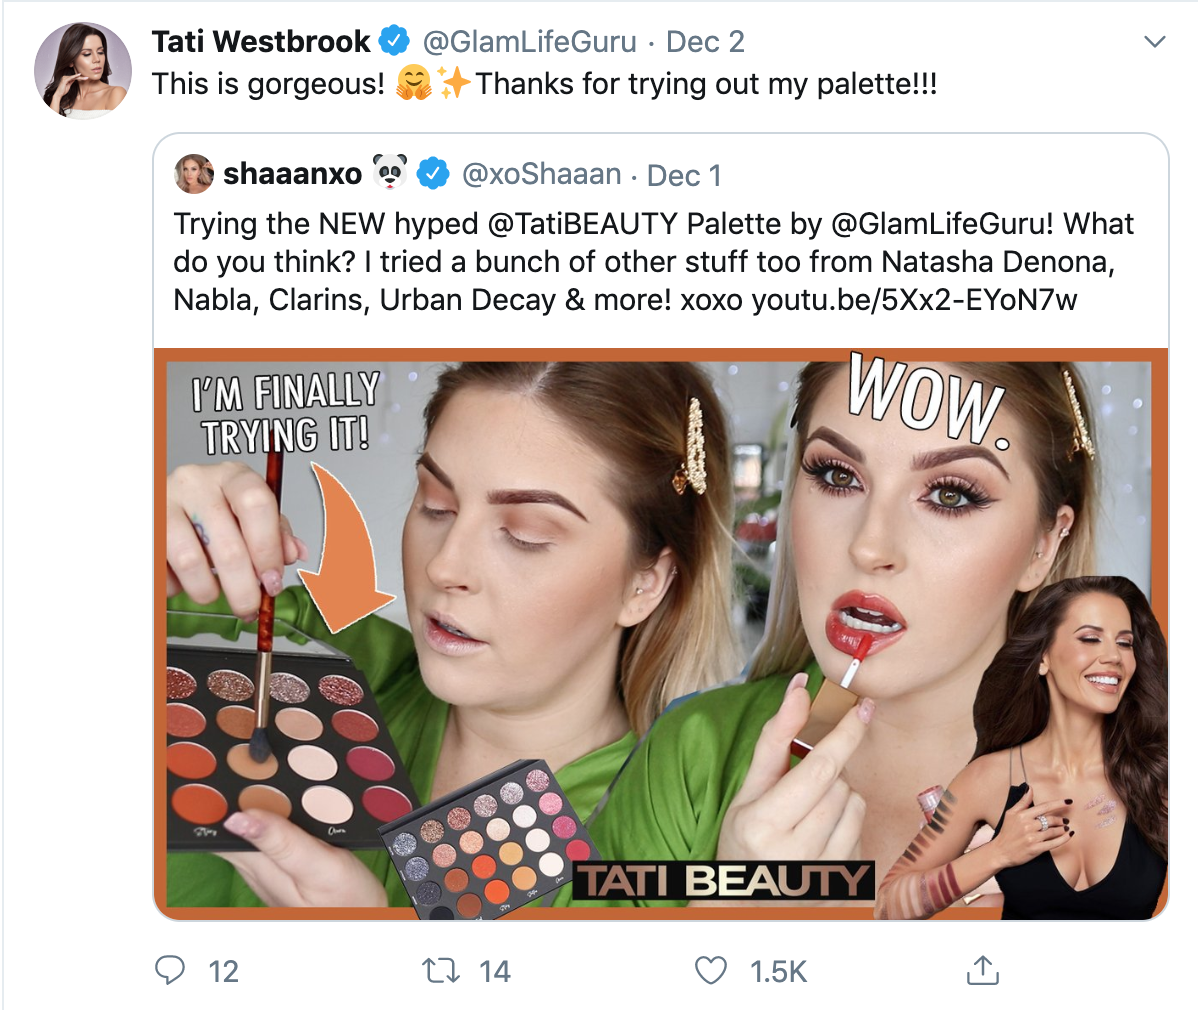 Tati Westbrook @GlamLifeGuru · Dec 2
This is gorgeous! 🤗✨Thanks for trying out my palette!!!
shaaanxo 🐼 @xoShaaan · Dec 1
Trying the NEW hyped @TatiBEAUTY Palette by @GlamLifeGuru! What
do you think? I tried a bunch of other stuff too from Natasha Denona,
Nabla, Clarins, Urban Decay & more! xoxo youtu.be/5Xx2-EYoN7w
I'M FINALLY
TRYING IT!
WOW.
TATI BEAUTY
12 14 1.5K